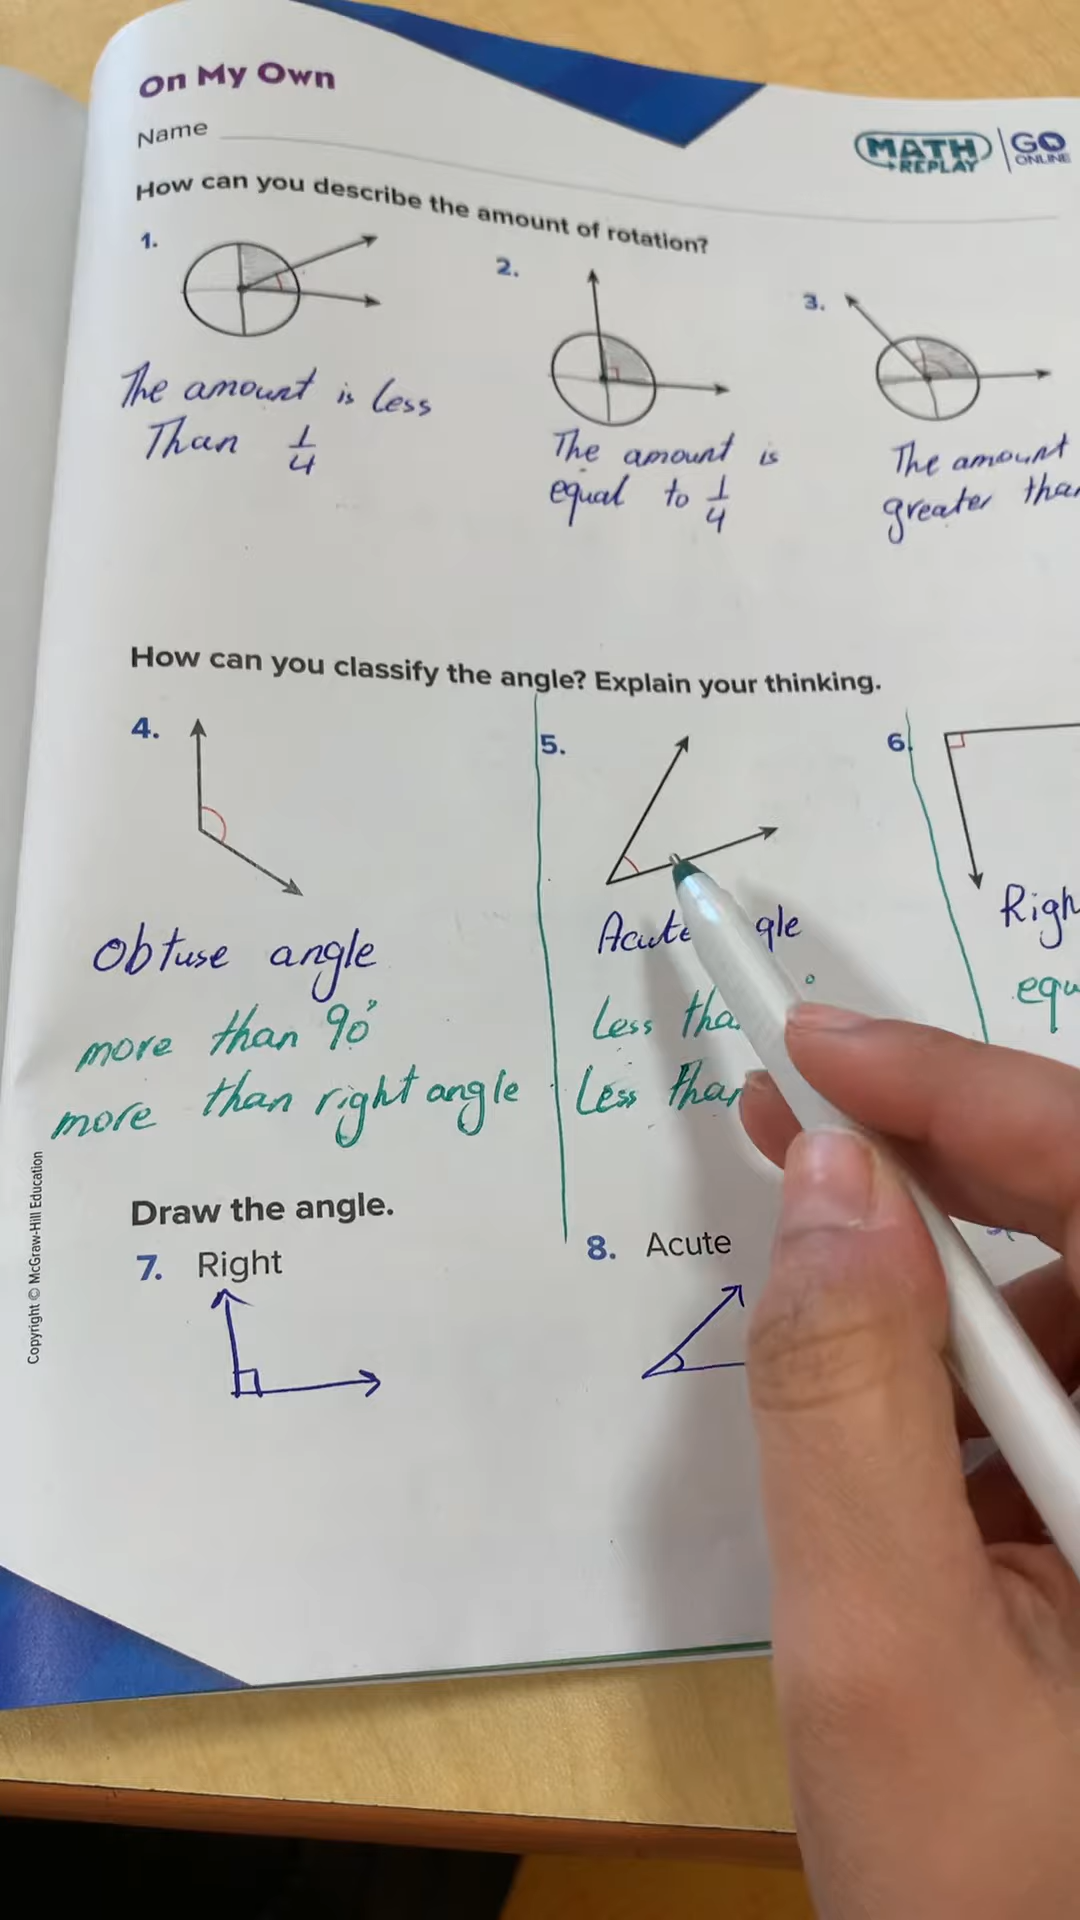 On My Own
Name
MATH REPLAY GO ONLINE
How can you describe the amount of rotation?
1.
2.
3.
The amount is less
Than 1/4
The amount is
equal to 1/4
The amount
greater than
How can you classify the angle? Explain your thinking.
4.
5.
6.
Obtuse angle
more than 90°
more than right angle
Acute
Less
Less than
Draw the angle.
7. Right
8. Acute
Copyright © McGraw-Hill Education